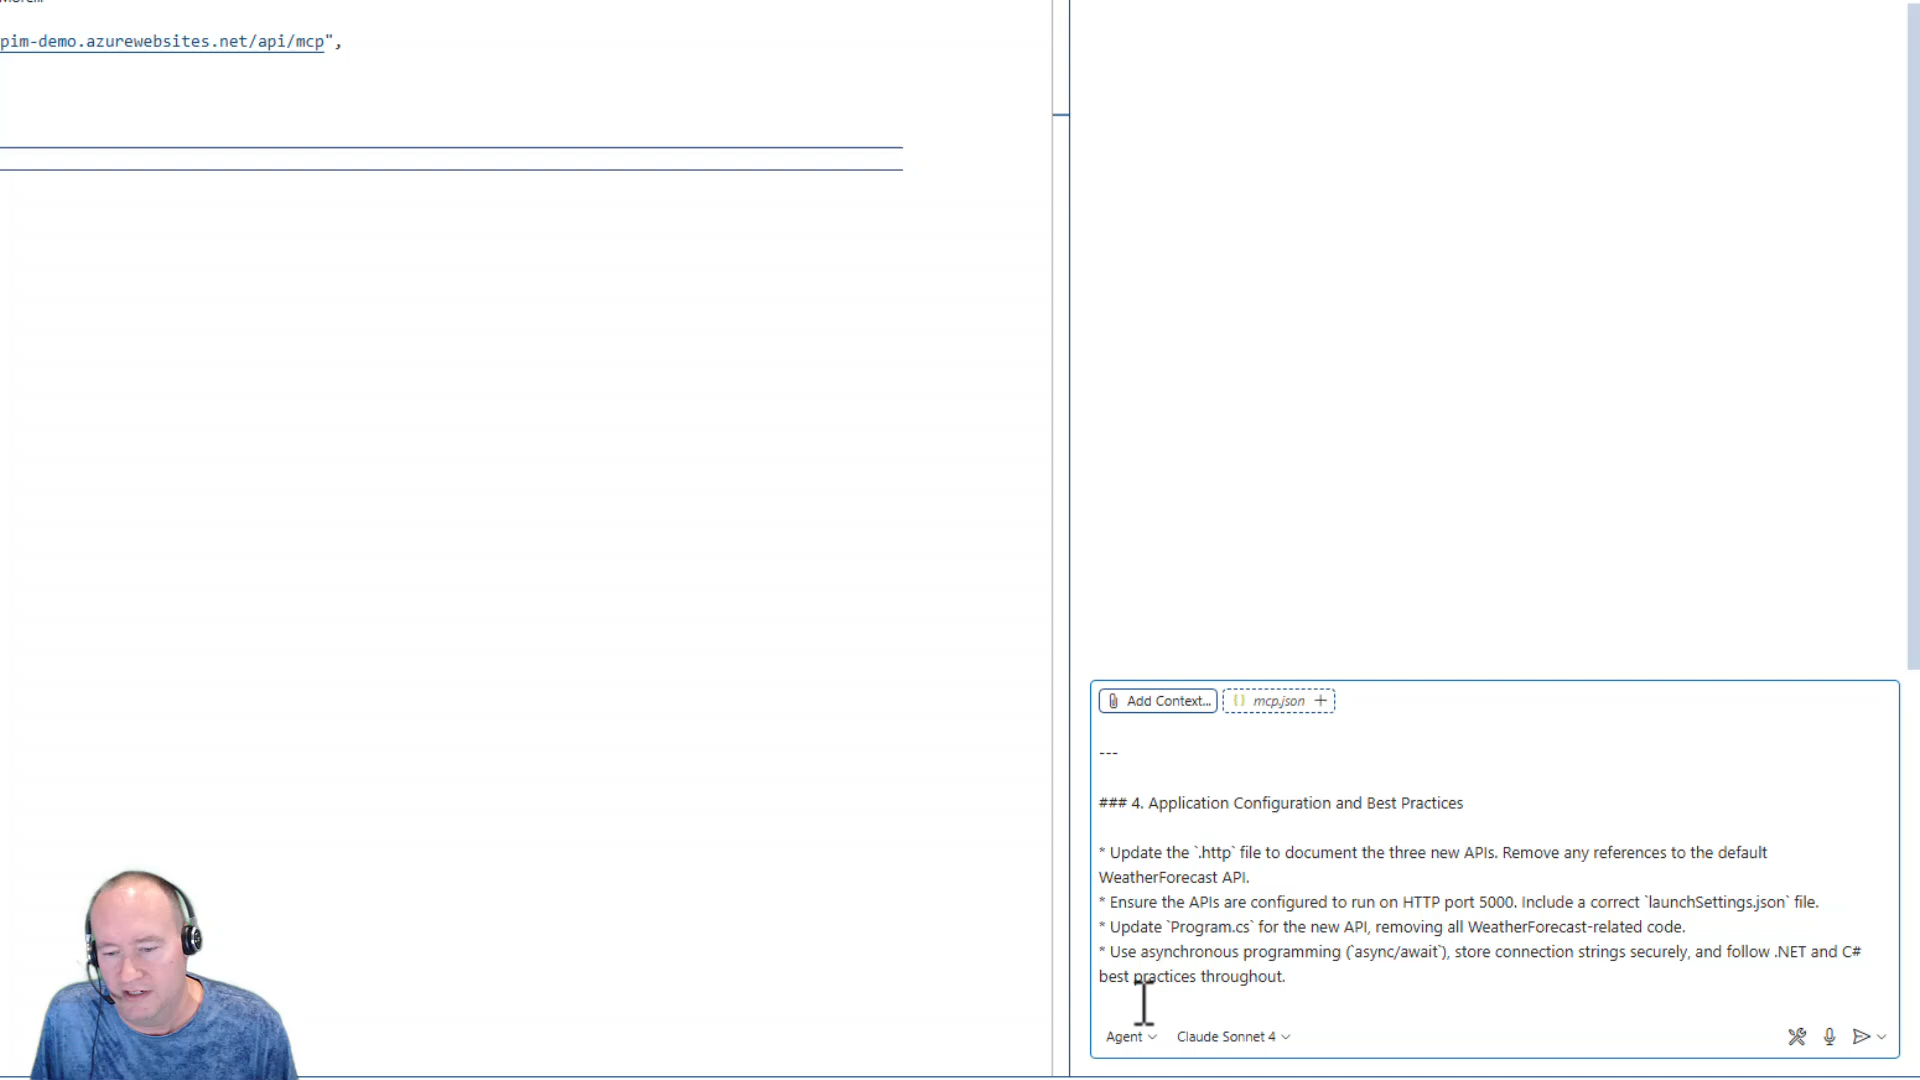 pim-demo.azurewebsites.net/api/mcp",
Add Context...
mcp.json +
---
### 4. Application Configuration and Best Practices
* Update the `.http` file to document the three new APIs. Remove any references to the default
WeatherForecast API.
* Ensure the APIs are configured to run on HTTP port 5000. Include a correct `launchSettings.json` file.
* Update `Program.cs` for the new API, removing all WeatherForecast-related code.
* Use asynchronous programming (`async/await`), store connection strings securely, and follow .NET and C#
best practices throughout.
Agent
Claude Sonnet 4